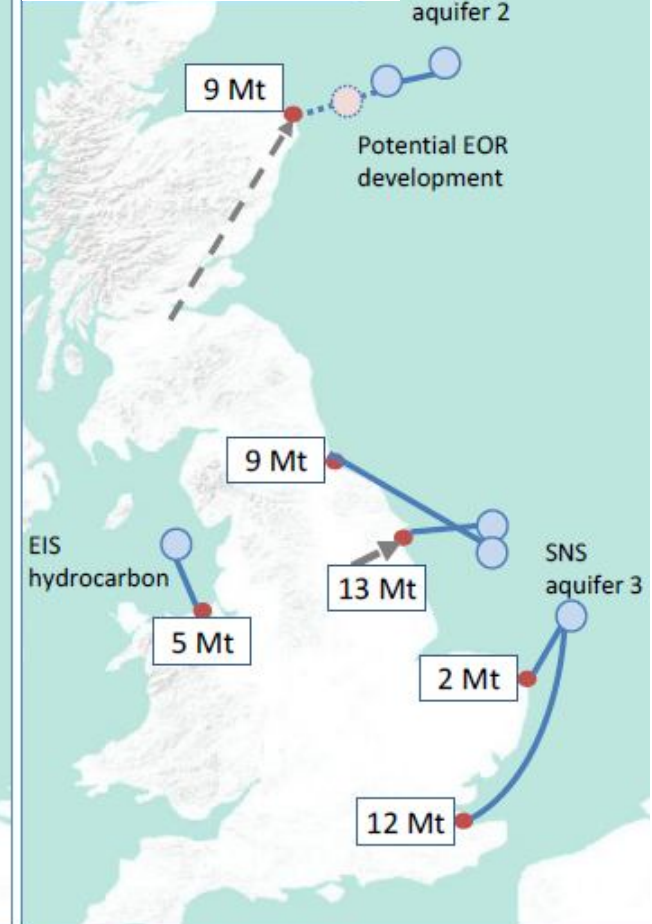 aquifer 2
9 Mt
Potential EOR
development
9 Mt
EIS
hydrocarbon
SNS
aquifer 3
13 Mt
5 Mt
2 Mt
12 Mt